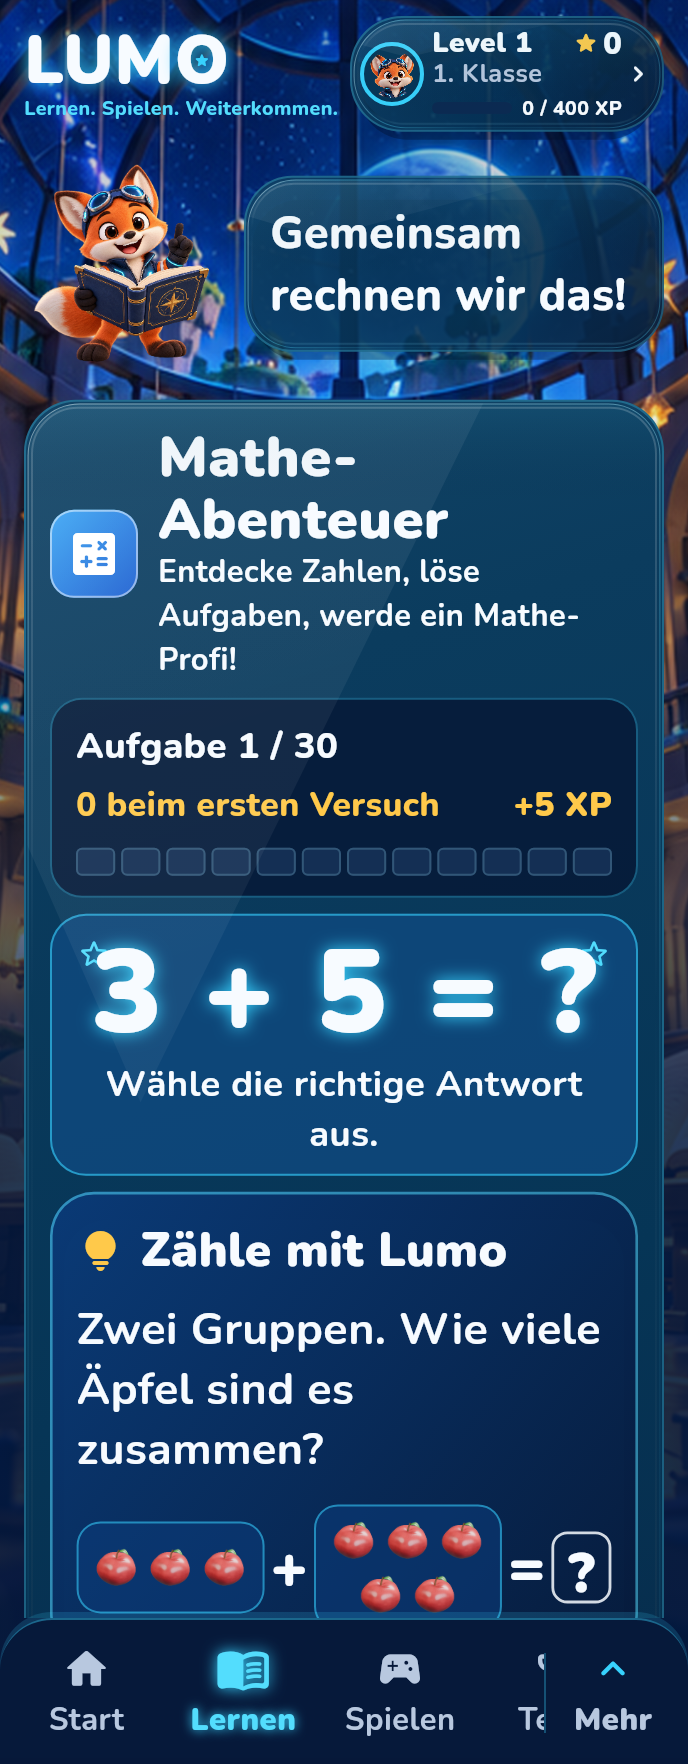 LUMO
Lernen. Spielen. Weiterkommen.
Level 1 0
1. Klasse
0 / 400 XP
Gemeinsam
rechnen wir das!
Mathe-
Abenteuer
Entdecke Zahlen, löse
Aufgaben, werde ein Mathe-
Profi!
Aufgabe 1 / 30
0 beim ersten Versuch +5 XP
3 + 5 = ?
Wähle die richtige Antwort
aus.
Zähle mit Lumo
Zwei Gruppen. Wie viele
Äpfel sind es
zusammen?
+ = ?
Start Lernen Spielen Te Mehr